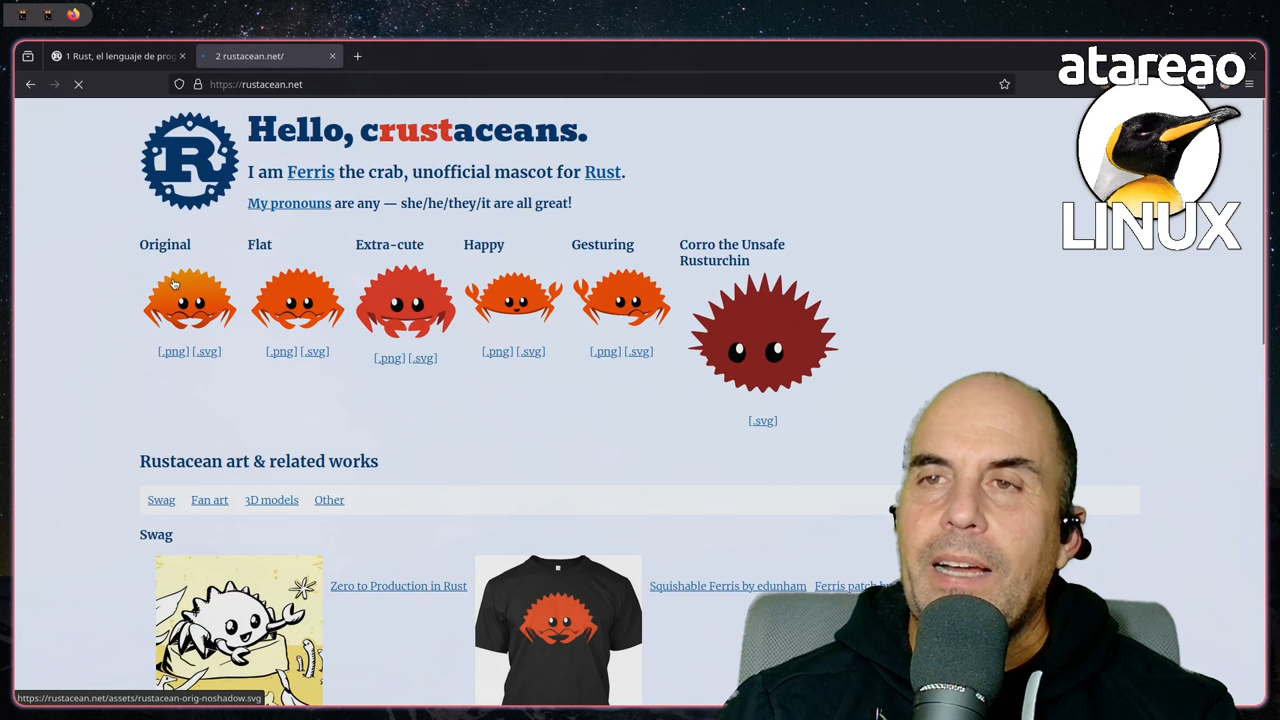 1 Rust, el lenguaje de prog
2 rustacean.net/
https://rustacean.net
atareao
LINUX
R
Hello, crustaceans.
I am Ferris the crab, unofficial mascot for Rust.
My pronouns are any — she/he/they/it are all great!
Original
Flat
Extra-cute
Happy
Gesturing
Corro the Unsafe
Rusturchin
[.png] [.svg]
[.png] [.svg]
[.png] [.svg]
[.png] [.svg]
[.png] [.svg]
[.svg]
Rustacean art & related works
Swag Fan art 3D models Other
Swag
Zero to Production in Rust
Squishable Ferris by edunham
Ferris patch
https://rustacean.net/assets/rustacean-orig-noshadow.svg